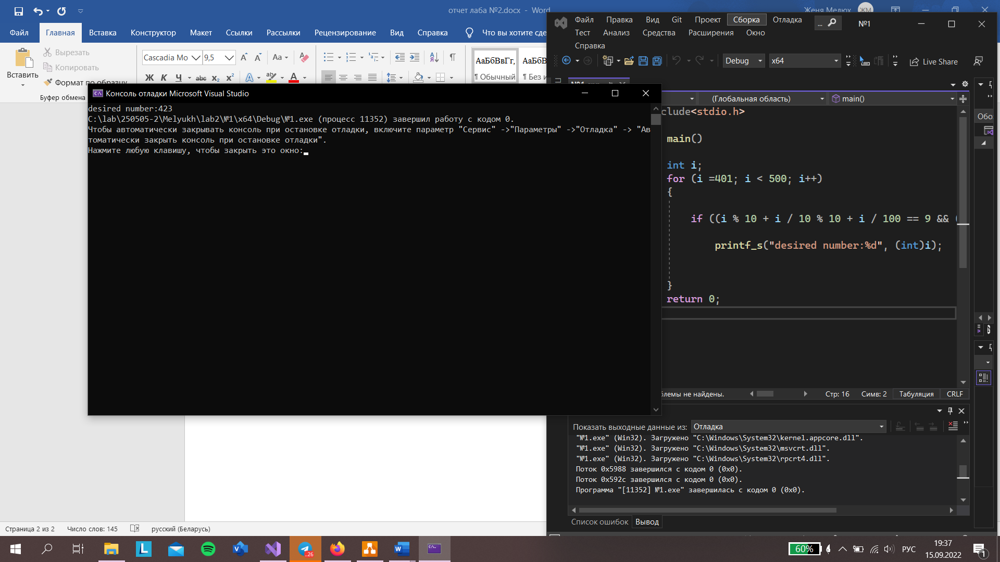 отчет лаба №2.docx - Word
Женя Мелюх
ЖМ
Файл Главная Вставка Конструктор Макет Ссылки Рассылки Рецензирование Вид Справка Что вы хотите сде
Вставить
Вырезать
Копировать
Формат по образцу
Буфер обмена
Cascadia Mo 9,5
Aa
Ж К Ч abc x₂ x²
АаБбВвГг, АаБбВ
¶ Обычный ¶ Без и
Файл Правка Вид Git Проект Сборка Отладка
Тест Анализ Средства Расширения Окно
Справка
... №1
Debug x64 Live Share
Консоль отладки Microsoft Visual Studio
desired number:423
C:\lab\250505-2\Melyukh\lab2\№1\x64\Debug\№1.exe (процесс 11352) завершил работу с кодом 0.
Чтобы автоматически закрывать консоль при остановке отладки, включите параметр "Сервис" ->"Параметры" ->"Отладка" -> "Ав
томатически закрыть консоль при остановке отладки".
Нажмите любую клавишу, чтобы закрыть это окно:
(Глобальная область) main()
Обо
clude<stdio.h>
main()
int i;
for (i =401; i < 500; i++)
{
if ((i % 10 + i / 10 % 10 + i / 100 == 9 && (
printf_s("desired number:%d", (int)i);
}
return 0;
блемы не найдены. Стр: 16 Симв: 2 Табуляция CRLF
Показать выходные данные из: Отладка
"№1.exe" (Win32). Загружено "C:\Windows\System32\kernel.appcore.dll".
"№1.exe" (Win32). Загружено "C:\Windows\System32\msvcrt.dll".
"№1.exe" (Win32). Загружено "C:\Windows\System32\rpcrt4.dll".
Поток 0x5988 завершился с кодом 0 (0x0).
Поток 0x592c завершился с кодом 0 (0x0).
Программа "[11352] №1.exe" завершилась с кодом 0 (0x0).
Список ошибок Вывод
Страница 2 из 2 Число слов: 145 русский (Беларусь)
60% РУС
19:37
15.09.2022
1
..26